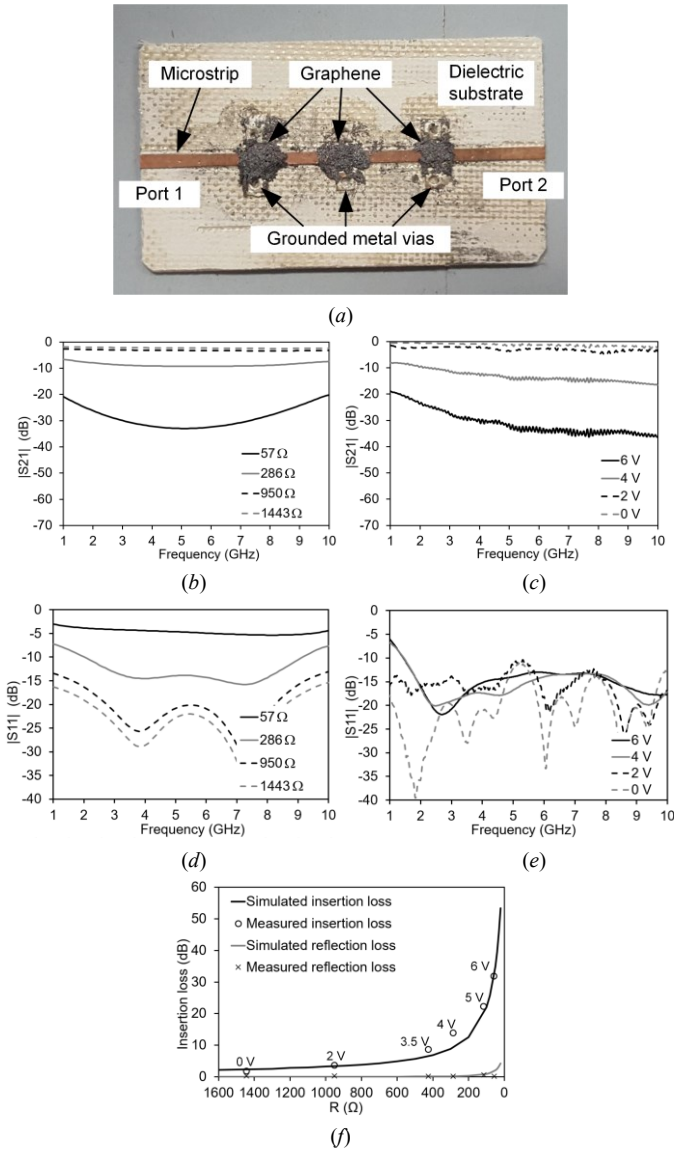 Microstrip
Graphene
Dielectric
substrate
Port 1
Port 2
Grounded metal vias
(a)
0
-10
-20
-30
-40
-50
-60
-70
|S21| (dB)
57 Ω
286 Ω
950 Ω
1443 Ω
1 2 3 4 5 6 7 8 9 10
Frequency (GHz)
(b)
0
-10
-20
-30
-40
-50
-60
-70
|S21| (dB)
6 V
4 V
2 V
0 V
1 2 3 4 5 6 7 8 9 10
Frequency (GHz)
(c)
0
-5
-10
-15
-20
-25
-30
-35
-40
|S11| (dB)
57 Ω
286 Ω
950 Ω
1443 Ω
1 2 3 4 5 6 7 8 9 10
Frequency (GHz)
(d)
0
-5
-10
-15
-20
-25
-30
-35
-40
|S11| (dB)
6 V
4 V
2 V
0 V
1 2 3 4 5 6 7 8 9 10
Frequency (GHz)
(e)
60
50
40
30
20
10
0
Insertion loss (dB)
Simulated insertion loss
Measured insertion loss
Simulated reflection loss
Measured reflection loss
0 V
2 V
3.5 V
4 V
5 V
6 V
1600 1400 1200 1000 800 600 400 200 0
R (Ω)
(f)